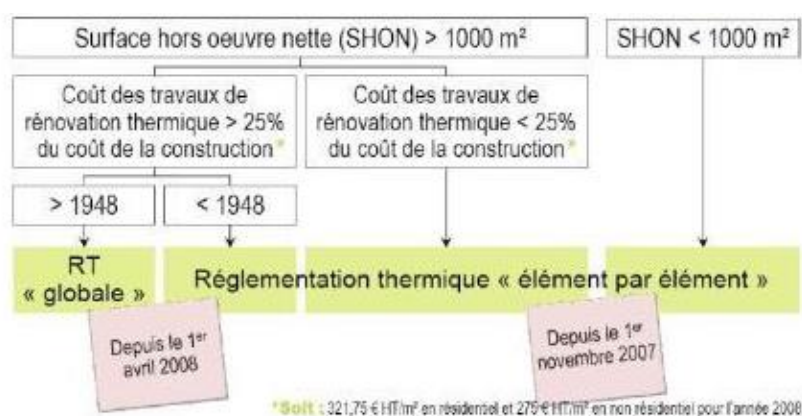 Surface hors oeuvre nette (SHON) > 1000 m²
SHON < 1000 m²
Coût des travaux de
rénovation thermique > 25%
du coût de la construction*
Coût des travaux de
rénovation thermique < 25%
du coût de la construction*
> 1948
< 1948
RT
« globale »
Réglementation thermique « élément par élément »
Depuis le 1er
avril 2008
Depuis le 1er
novembre 2007
*Soit : 321,75 € HT/m² en résidentiel et 275 € HT/m² en non résidentiel pour l'année 2008